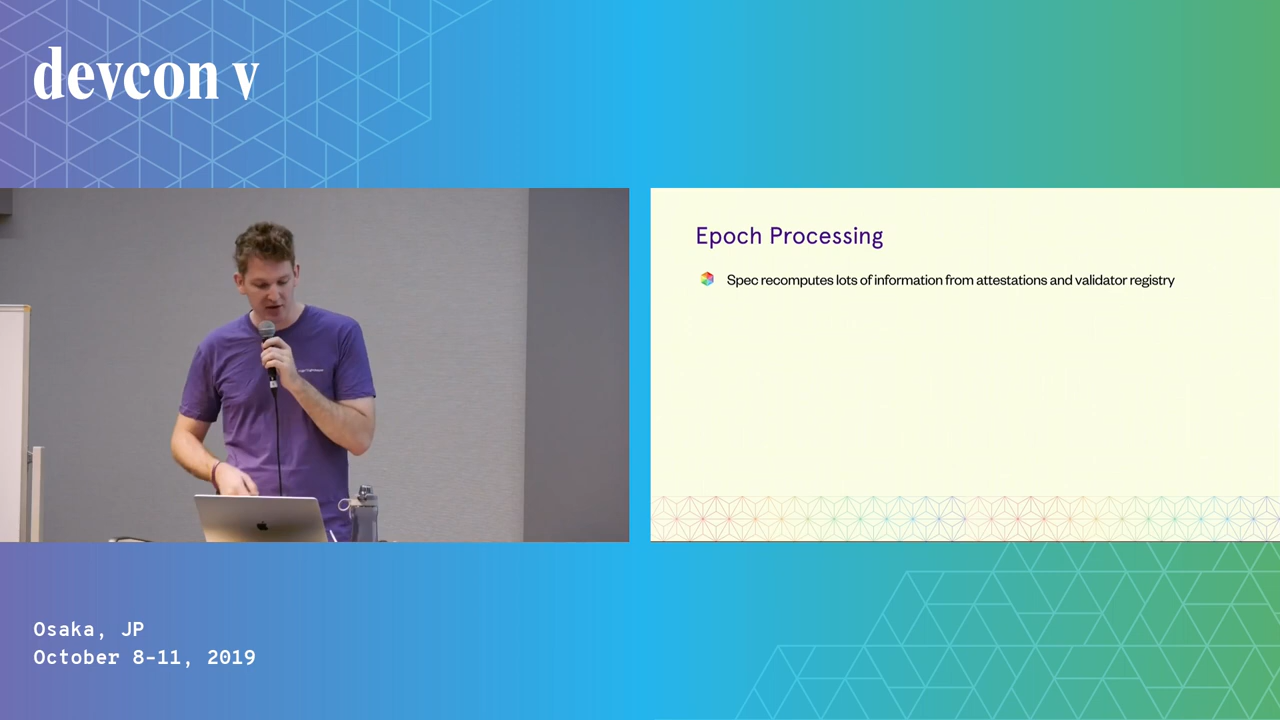 devcon v
Epoch Processing
Spec recomputes lots of information from attestations and validator registry
Osaka, JP
October 8-11, 2019